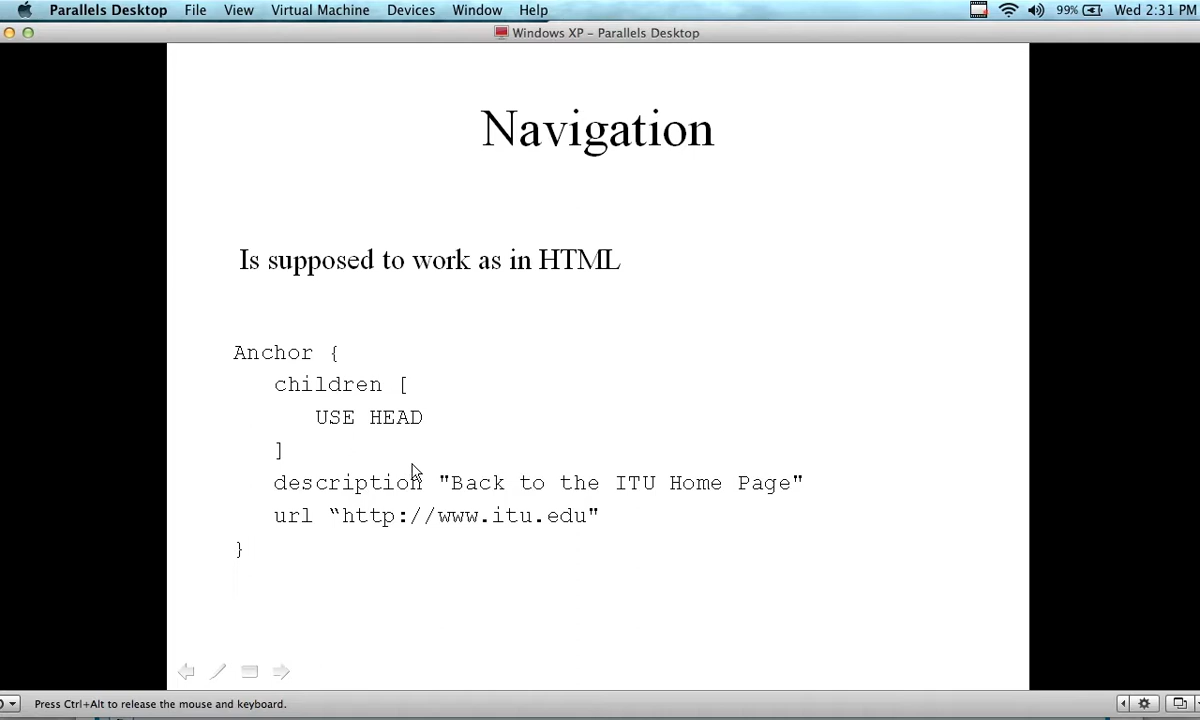 Parallels Desktop File View Virtual Machine Devices Window Help 99% Wed 2:31 PM
Windows XP – Parallels Desktop
Navigation
Is supposed to work as in HTML
Anchor {
children [
USE HEAD
]
description "Back to the ITU Home Page"
url “http://www.itu.edu"
}
Press Ctrl+Alt to release the mouse and keyboard.